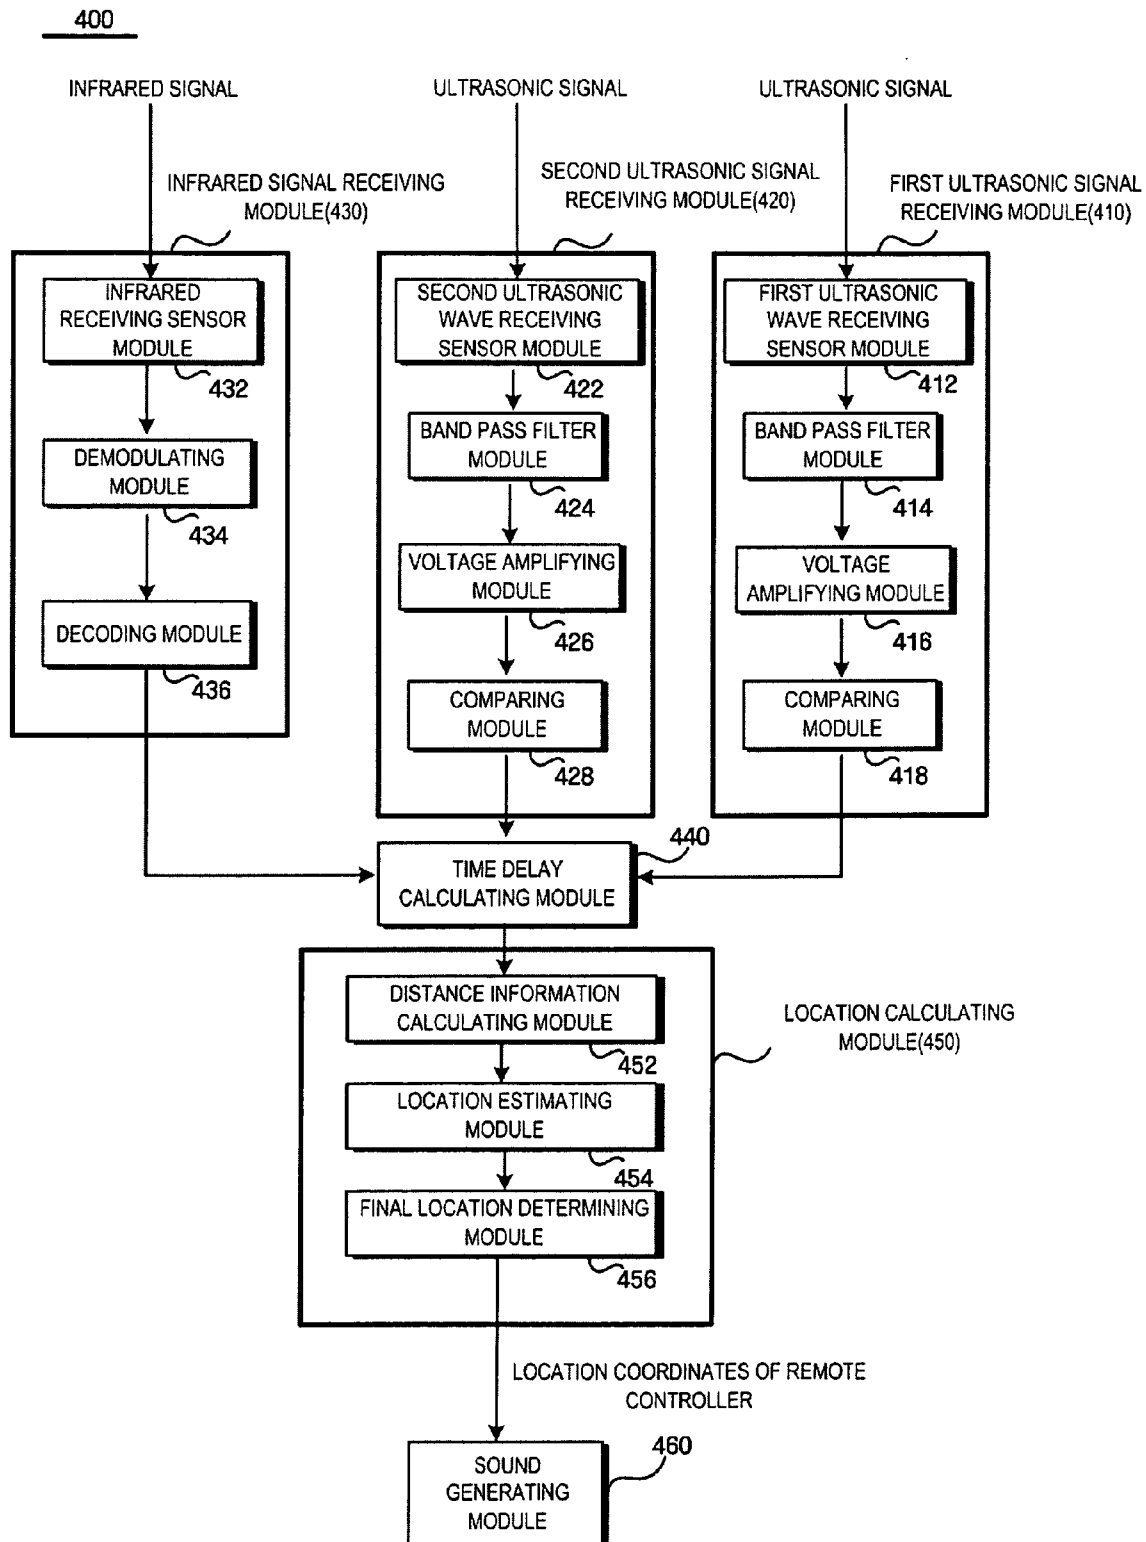 400
INFRARED SIGNAL
ULTRASONIC SIGNAL
ULTRASONIC SIGNAL
INFRARED SIGNAL RECEIVING
MODULE(430)
SECOND ULTRASONIC SIGNAL
RECEIVING MODULE(420)
FIRST ULTRASONIC SIGNAL
RECEIVING MODULE(410)
INFRARED
RECEIVING SENSOR
MODULE
432
DEMODULATING
MODULE
434
DECODING MODULE
436
SECOND ULTRASONIC
WAVE RECEIVING
SENSOR MODULE
422
BAND PASS FILTER
MODULE
424
VOLTAGE AMPLIFYING
MODULE
426
COMPARING
MODULE
428
FIRST ULTRASONIC
WAVE RECEIVING
SENSOR MODULE
412
BAND PASS FILTER
MODULE
414
VOLTAGE
AMPLIFYING MODULE
416
COMPARING
MODULE
418
TIME DELAY
CALCULATING MODULE
440
DISTANCE INFORMATION
CALCULATING MODULE
452
LOCATION ESTIMATING
MODULE
454
FINAL LOCATION DETERMINING
MODULE
456
LOCATION CALCULATING
MODULE(450)
LOCATION COORDINATES OF REMOTE
CONTROLLER
SOUND
GENERATING
MODULE
460